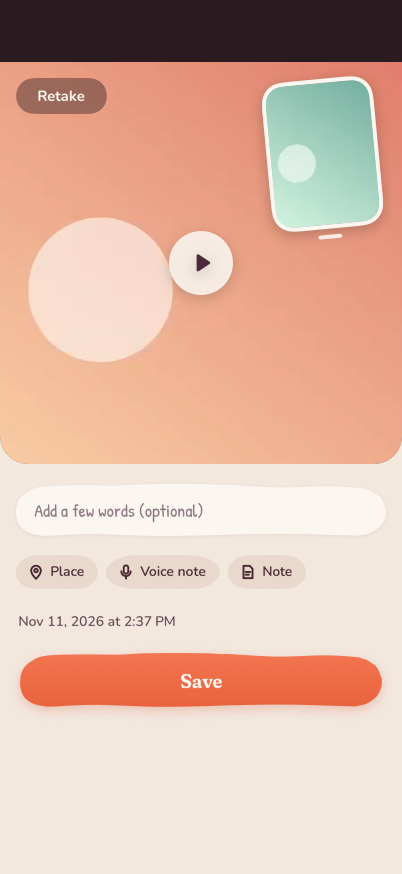 Retake
Add a few words (optional)
Place
Voice note
Note
Nov 11, 2026 at 2:37 PM
Save